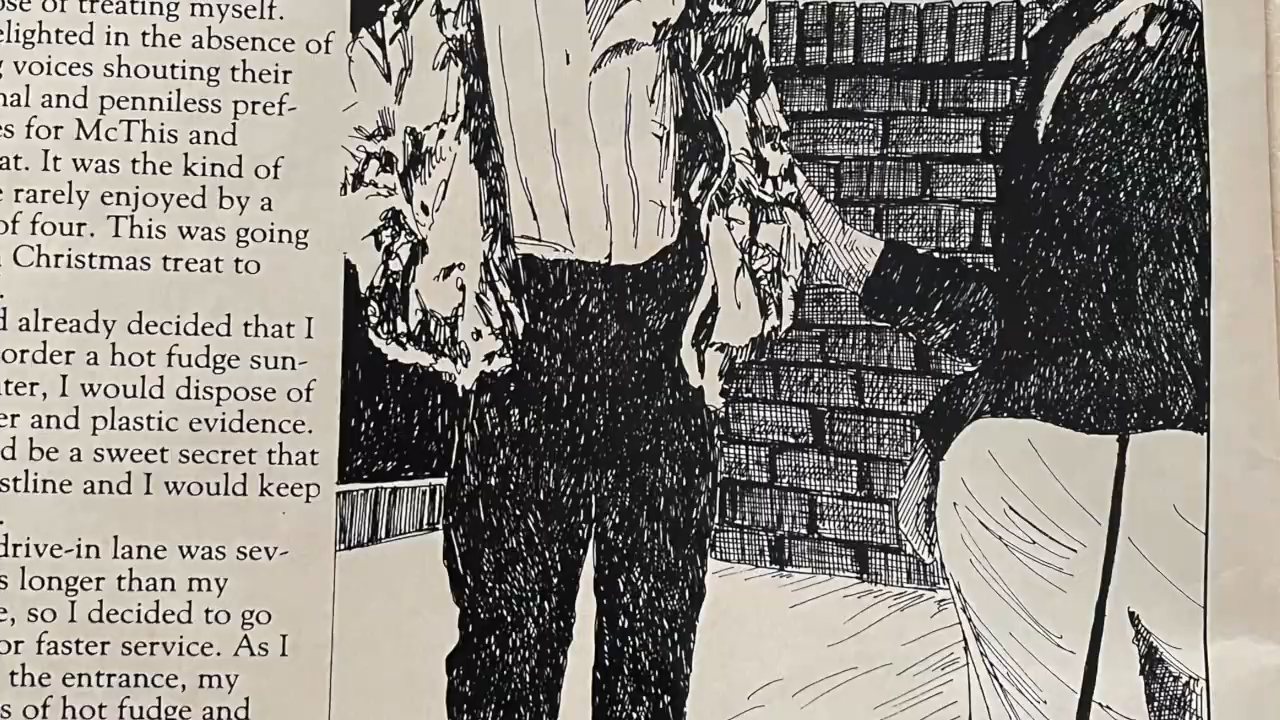 of treating myself.
elighted in the absence of
voices shouting their
nal and penniless pref-
es for McThis and
at. It was the kind of
rarely enjoyed by a
of four. This was going
Christmas treat to
d already decided that I
order a hot fudge sun-
ter, I would dispose of
er and plastic evidence.
d be a sweet secret that
stline and I would keep
drive-in lane was sev-
s longer than my
e, so I decided to go
or faster service. As I
the entrance, my
s of hot fudge and